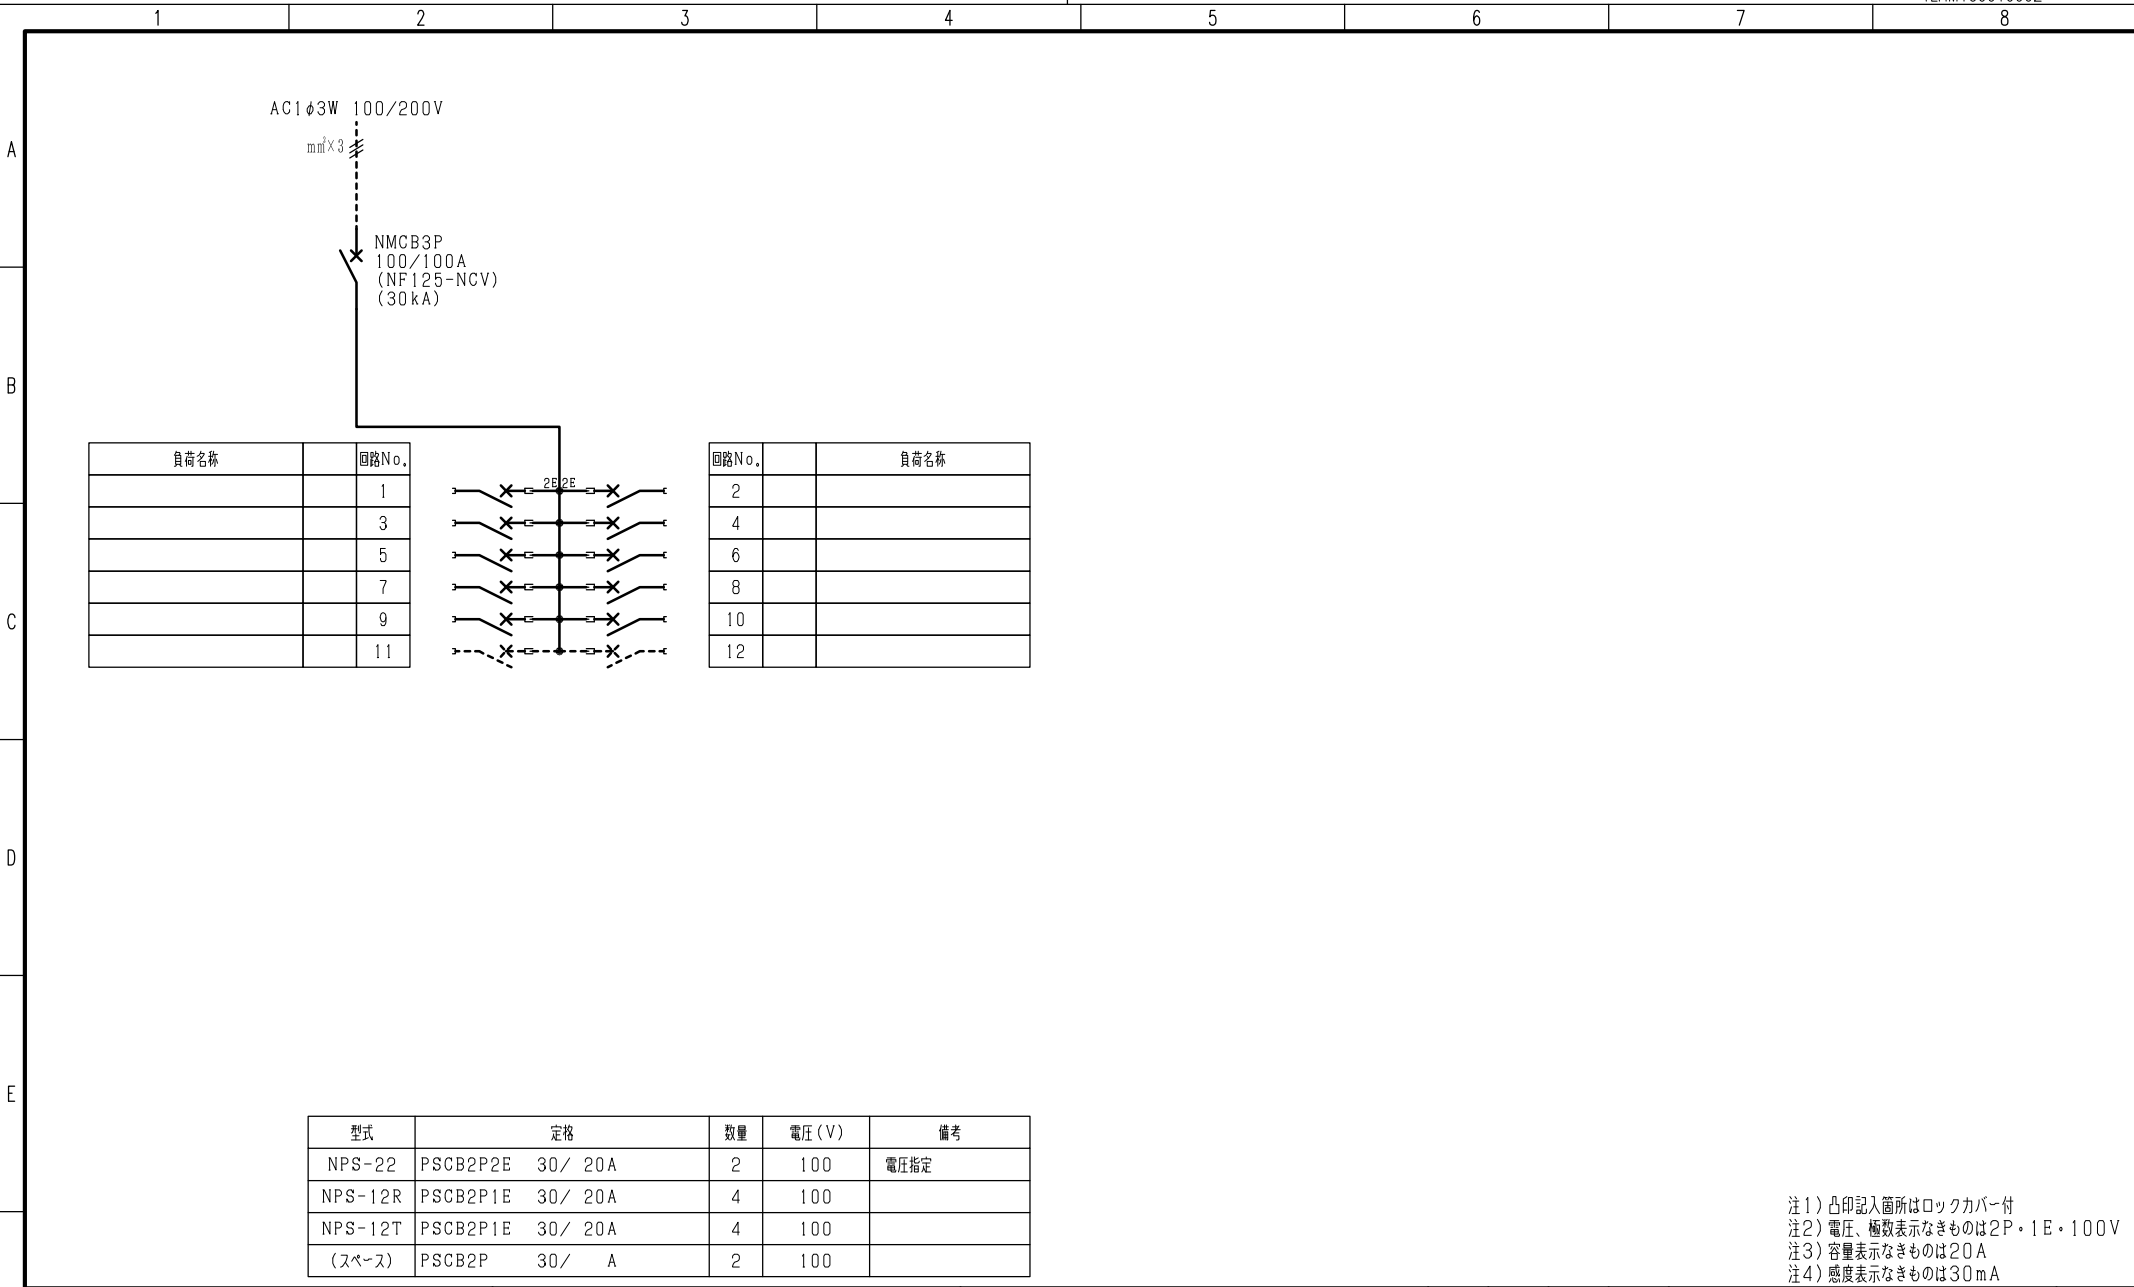 1 2 3 4 5 6 7 8
A
B
C
D
E
AC1φ3W 100/200V
mm²×3
NMCB3P
100/100A
(NF125-NCV)
(30kA)
負荷名称 回路No.
1
3
5
7
9
11
2E 2E
回路No. 負荷名称
2
4
6
8
10
12
型式 定格 数量 電圧(V) 備考
NPS-22 PSCB2P2E 30/ 20A 2 100 電圧指定
NPS-12R PSCB2P1E 30/ 20A 4 100
NPS-12T PSCB2P1E 30/ 20A 4 100
(スペース) PSCB2P 30/ A 2 100
注1)凸印記入箇所はロックカバー付
注2)電圧、極数表示なきものは2P・1E・100V
注3)容量表示なきものは20A
注4)感度表示なきものは30mA